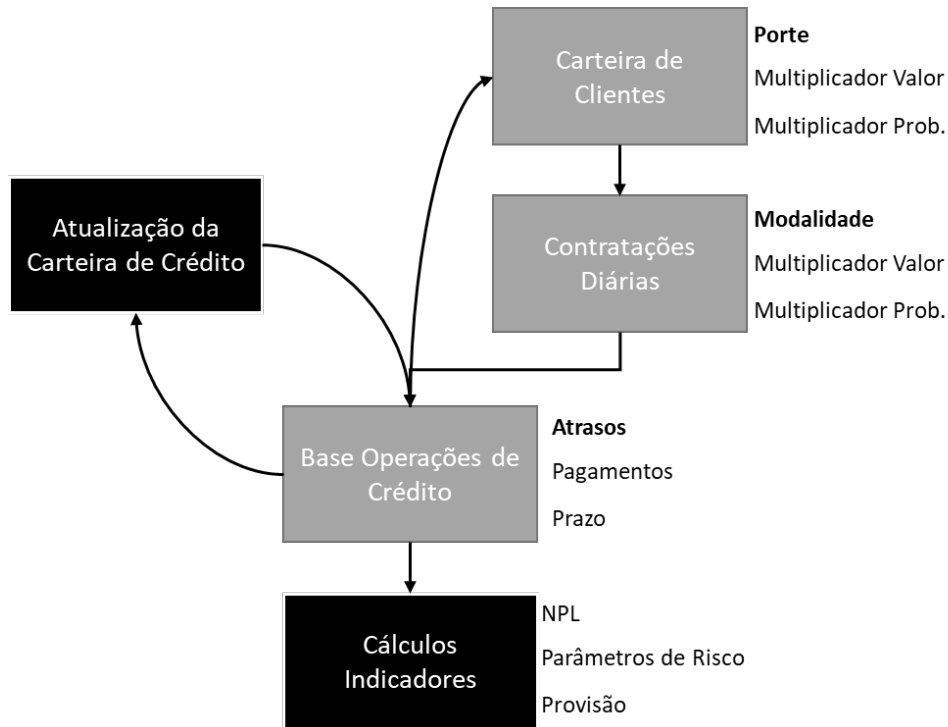 Carteira de
Clientes
Porte
Multiplicador Valor
Multiplicador Prob.
Atualização da
Carteira de Crédito
Contratações
Diárias
Modalidade
Multiplicador Valor
Multiplicador Prob.
Base Operações de
Crédito
Atrasos
Pagamentos
Prazo
Cálculos
Indicadores
NPL
Parâmetros de Risco
Provisão